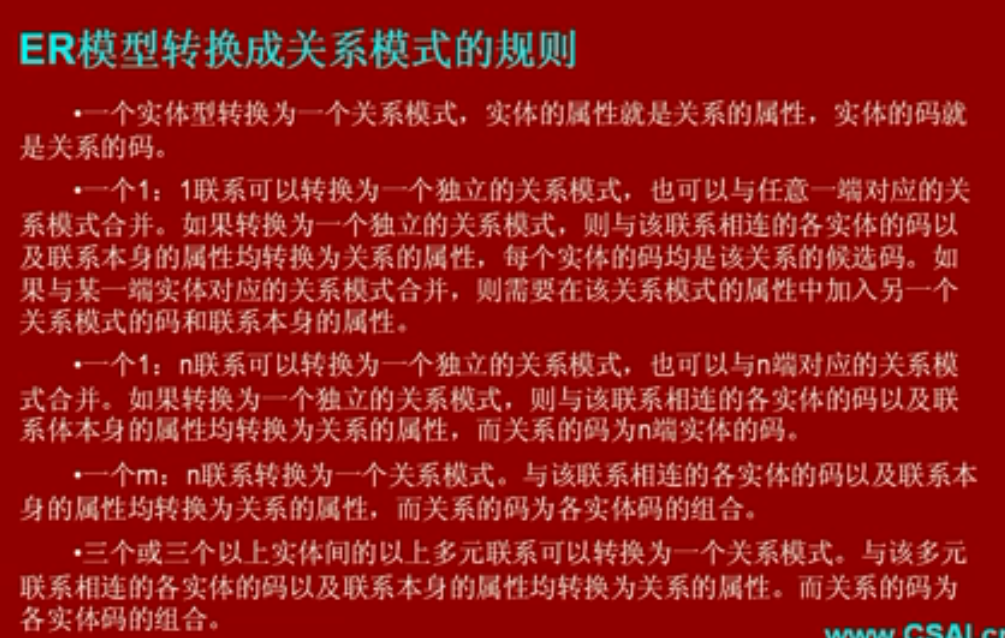 ER模型转换成关系模式的规则
•一个实体型转换为一个关系模式，实体的属性就是关系的属性，实体的码就
是关系的码。
•一个1：1联系可以转换为一个独立的关系模式，也可以与任意一端对应的关
系模式合并。如果转换为一个独立的关系模式，则与该联系相连的各实体的码以
及联系本身的属性均转换为关系的属性，每个实体的码均是该关系的候选码。如
果与某一端实体对应的关系模式合并，则需要在该关系模式的属性中加入另一个
关系模式的码和联系本身的属性。
•一个1：n联系可以转换为一个独立的关系模式，也可以与n端对应的关系模
式合并。如果转换为一个独立的关系模式，则与该联系相连的各实体的码以及联
系体本身的属性均转换为关系的属性，而关系的码为n端实体的码。
•一个m：n联系转换为一个关系模式。与该联系相连的各实体的码以及联系本
身的属性均转换为关系的属性，而关系的码为各实体码的组合。
•三个或三个以上实体间的以上多元联系可以转换为一个关系模式。与该多元
联系相连的各实体的码以及联系本身的属性均转换为关系的属性。而关系的码为
各实体码的组合。